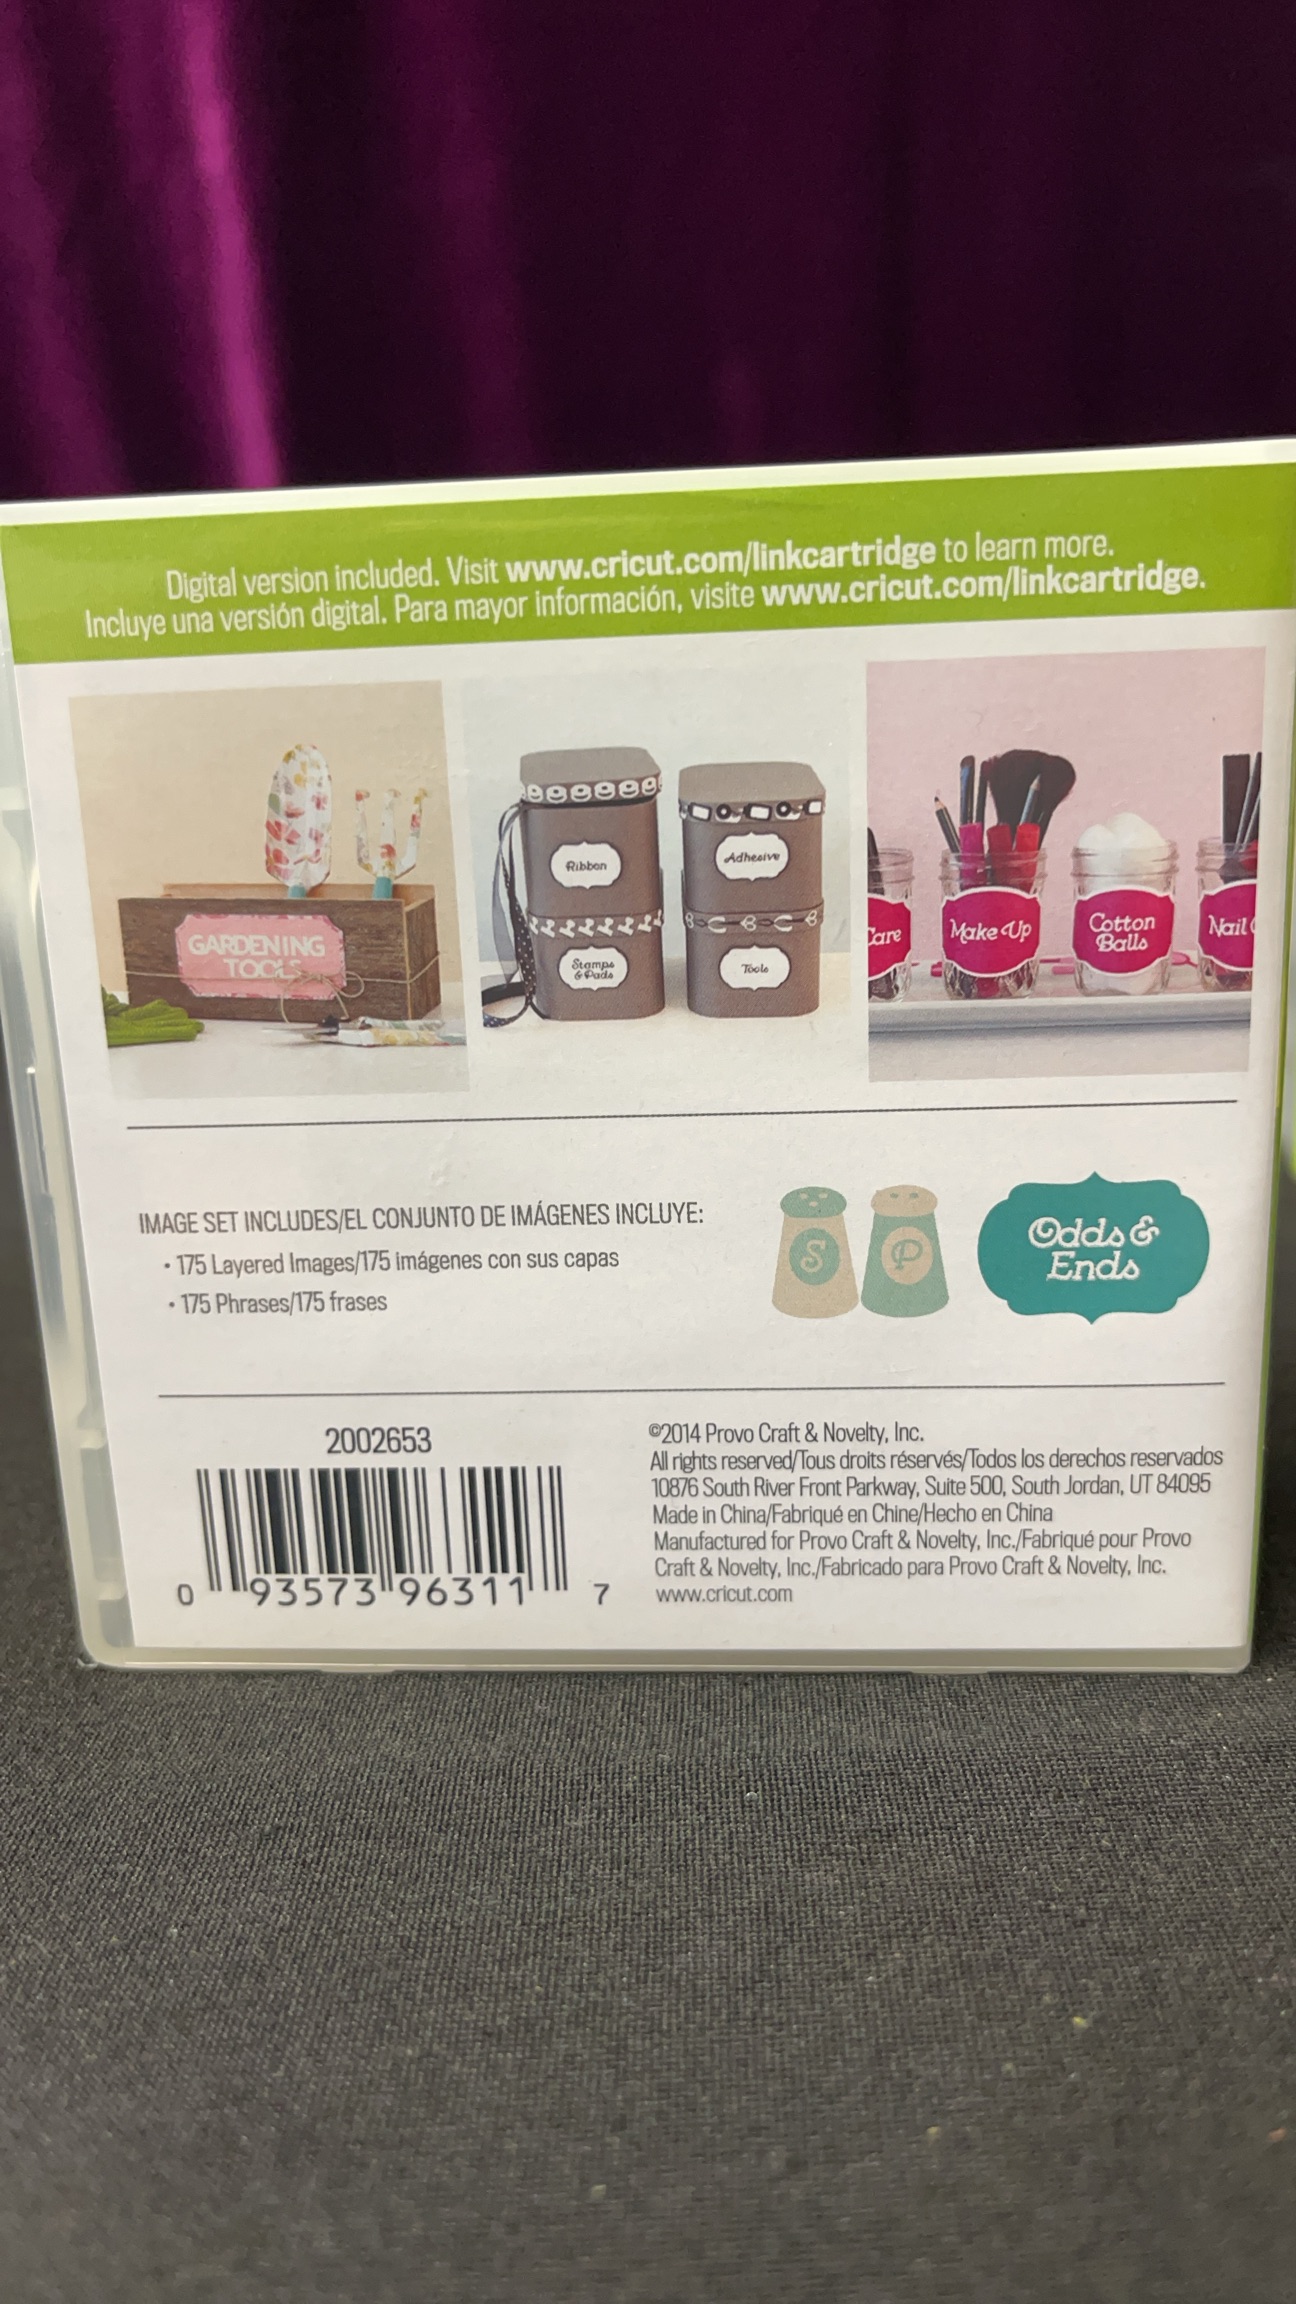 Digital version included. Visit www.cricut.com/linkcartridge to learn more.
Incluye una versión digital. Para mayor información, visite www.cricut.com/linkcartridge.
GARDENING
TOOLS
Ribbon
Stamps
& Pads
Adhesive
Tools
Care
Make Up
Cotton
Balls
Nail
IMAGE SET INCLUDES/EL CONJUNTO DE IMÁGENES INCLUYE:
• 175 Layered Images/175 imágenes con sus capas
• 175 Phrases/175 frases
S
P
Odds &
Ends
2002653
0 93573 96311 7
©2014 Provo Craft & Novelty, Inc.
All rights reserved/Tous droits réservés/Todos los derechos reservados
10876 South River Front Parkway, Suite 500, South Jordan, UT 84095
Made in China/Fabriqué en Chine/Hecho en China
Manufactured for Provo Craft & Novelty, Inc./Fabriqué pour Provo
Craft & Novelty, Inc./Fabricado para Provo Craft & Novelty, Inc.
www.cricut.com